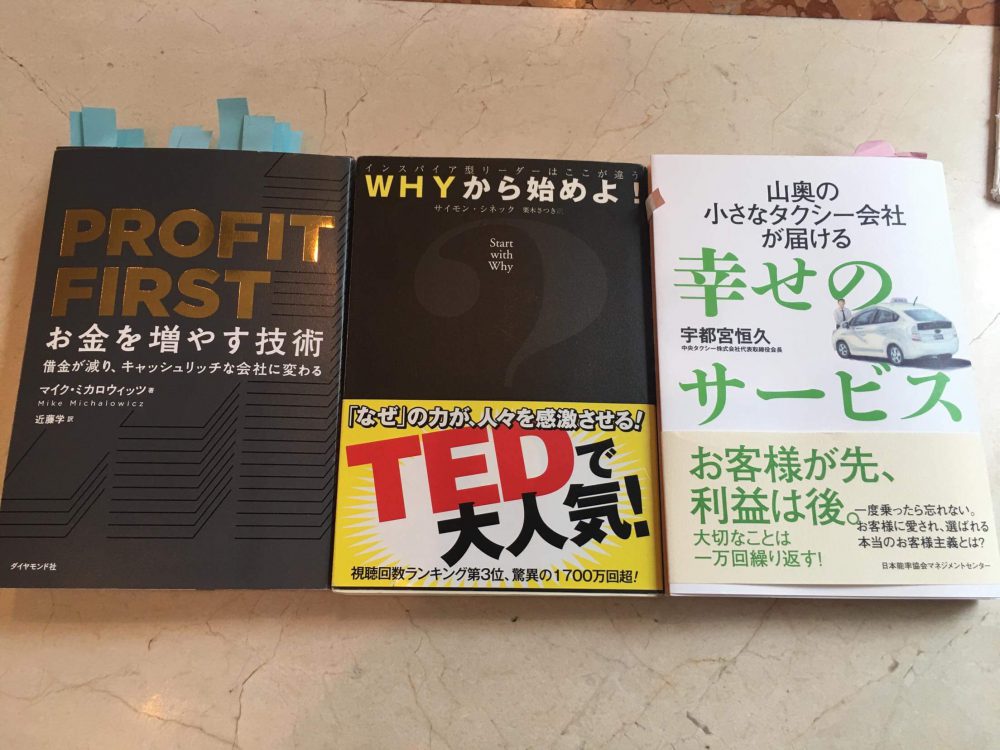 PROFIT
FIRST
お金を増やす技術
借金が減り、キャッシュリッチな会社に変わる
マイク・ミカロウィッツ 著
Mike Michalowicz
近藤学 訳
ダイヤモンド社
インスパイア型リーダーはここが違う
WHYから始めよ!
サイモン・シネック 栗木さつき 訳
Start
with
Why
?
「なぜ」の力が、人々を感激させる!
TEDで
大人気!
視聴回数ランキング第3位、驚異の1700万回超!
山奥の
小さなタクシー会社
が届ける
幸せの
宇都宮恒久
中央タクシー株式会社代表取締役会長
サービス
お客様が先、
利益は後。
大切なことは
一万回繰り返す!
一度乗ったら忘れない。
お客様に愛され、選ばれる
本当のお客様主義とは?
日本能率協会マネジメントセンター